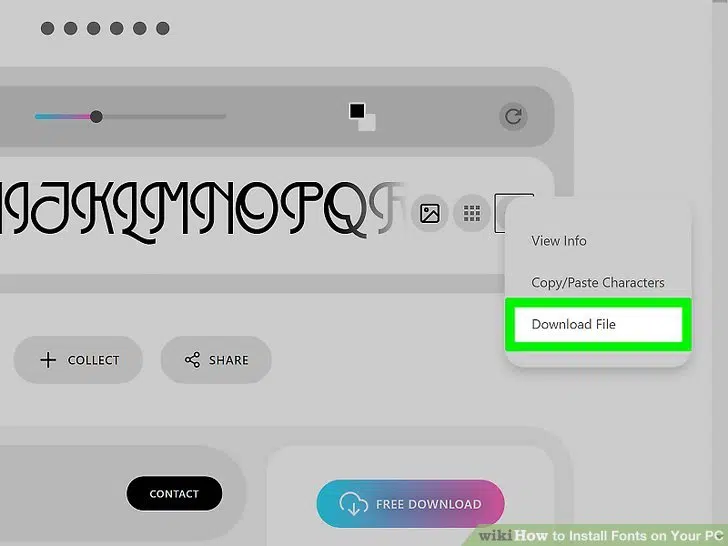 HIJKLMNOPQR
View Info
Copy/Paste Characters
Download File
COLLECT
SHARE
CONTACT
FREE DOWNLOAD
wikiHow to Install Fonts on Your PC